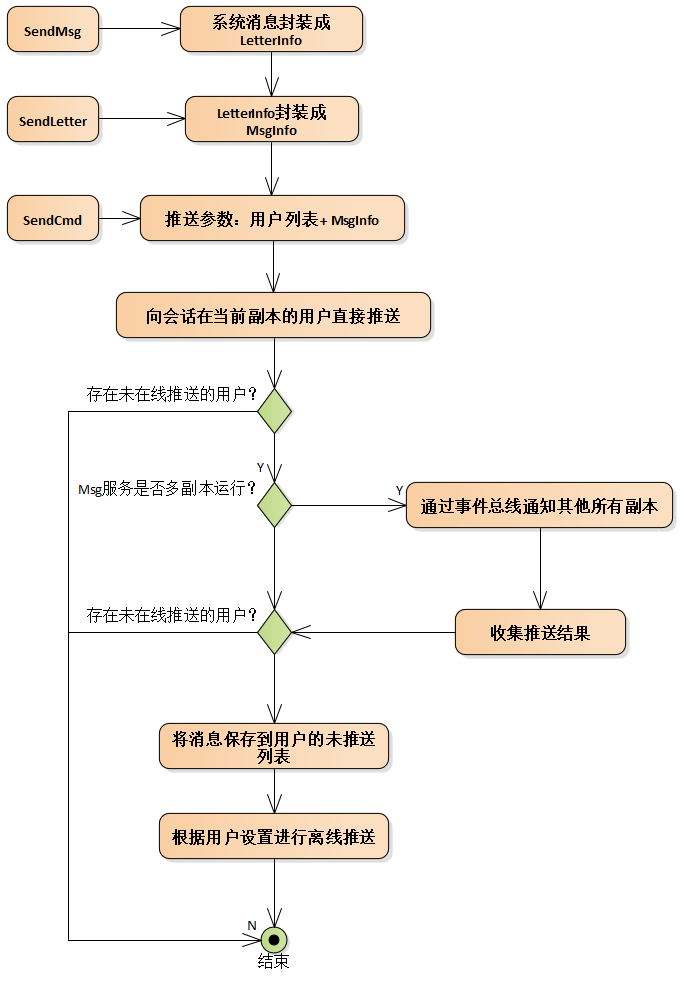 SendMsg
系统消息封装成
LetterInfo
SendLetter
LetterInfo封装成
MsgInfo
SendCmd
推送参数：用户列表+ MsgInfo
向会话在当前副本的用户直接推送
存在未在线推送的用户？
Y
Msg服务是否多副本运行？
Y
通过事件总线通知其他所有副本
存在未在线推送的用户？
收集推送结果
将消息保存到用户的未推送
列表
根据用户设置进行离线推送
N
结束